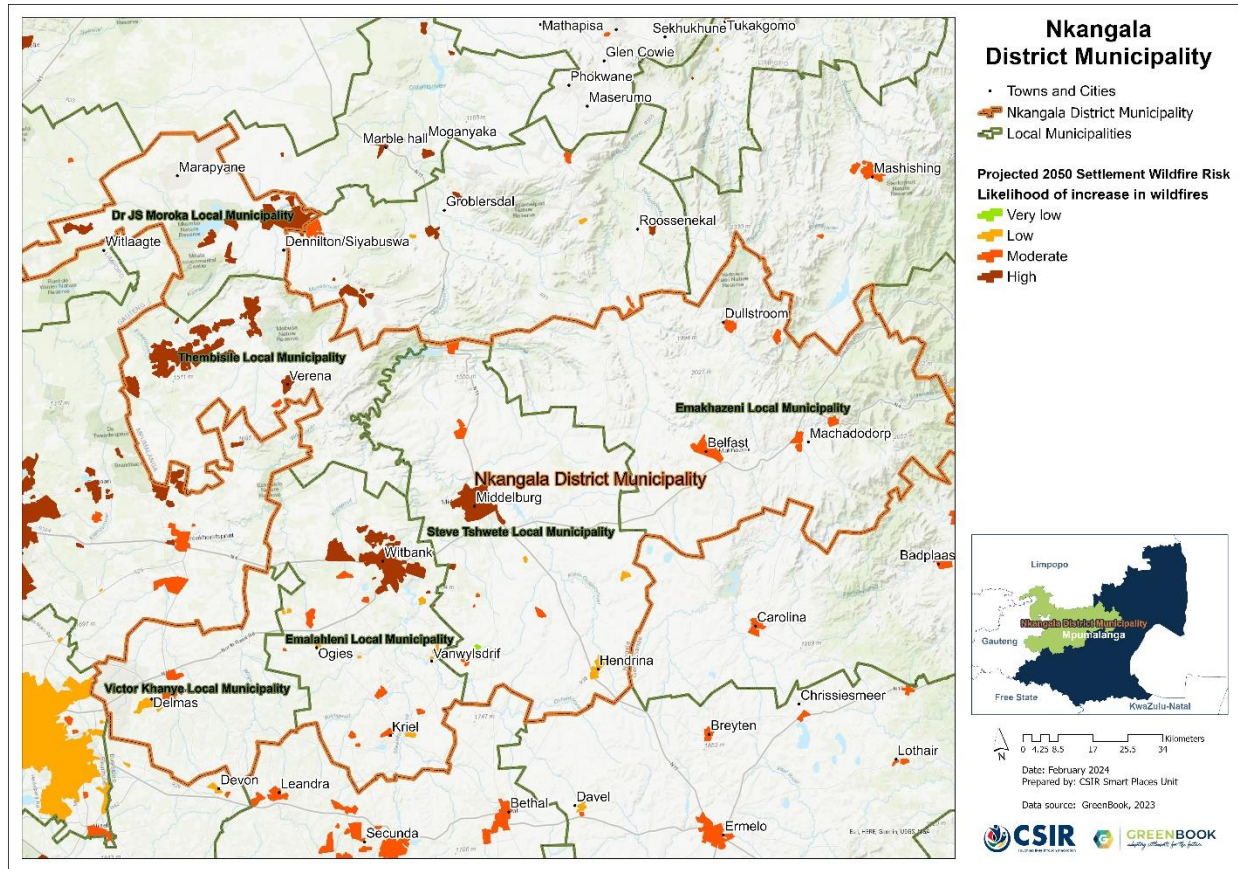 Nkangala
District Municipality
Towns and Cities
Nkangala District Municipality
Local Municipalities
Projected 2050 Settlement Wildfire Risk
Likelihood of increase in wildfires
Very low
Low
Moderate
High
Mathapisa
Sekhukhune
Tukakgomo
Glen Cowie
Phokwane
Maserumo
Moganyaka
Marble hall
Marapyane
Mashishing
Groblersdal
Dr JS Moroka Local Municipality
Roossenekal
Witlaagte
Dennilton/Siyabuswa
Dullstroom
Thembisile Local Municipality
Verena
Emakhazeni Local Municipality
Machadodorp
Belfast
Nkangala District Municipality
Middelburg
Steve Tshwete Local Municipality
Witbank
Badplaas
Carolina
Emalahleni Local Municipality
Ogies
Vanwylsdrif
Hendrina
Victor Khanye Local Municipality
Delmas
Chrissiesmeer
Kriel
Breyten
Lothair
Devon
Leandra
Bethal
Davel
Secunda
Ermelo
Limpopo
Nkangala District Municipality
Mpumalanga
Gauteng
Free State
KwaZulu-Natal
N
Kilometers
0 4.25 8.5 17 25.5 34
Date: February 2024
Prepared by: CSIR Smart Places Unit
Data source: GreenBook, 2023
CSIR
GREENBOOK